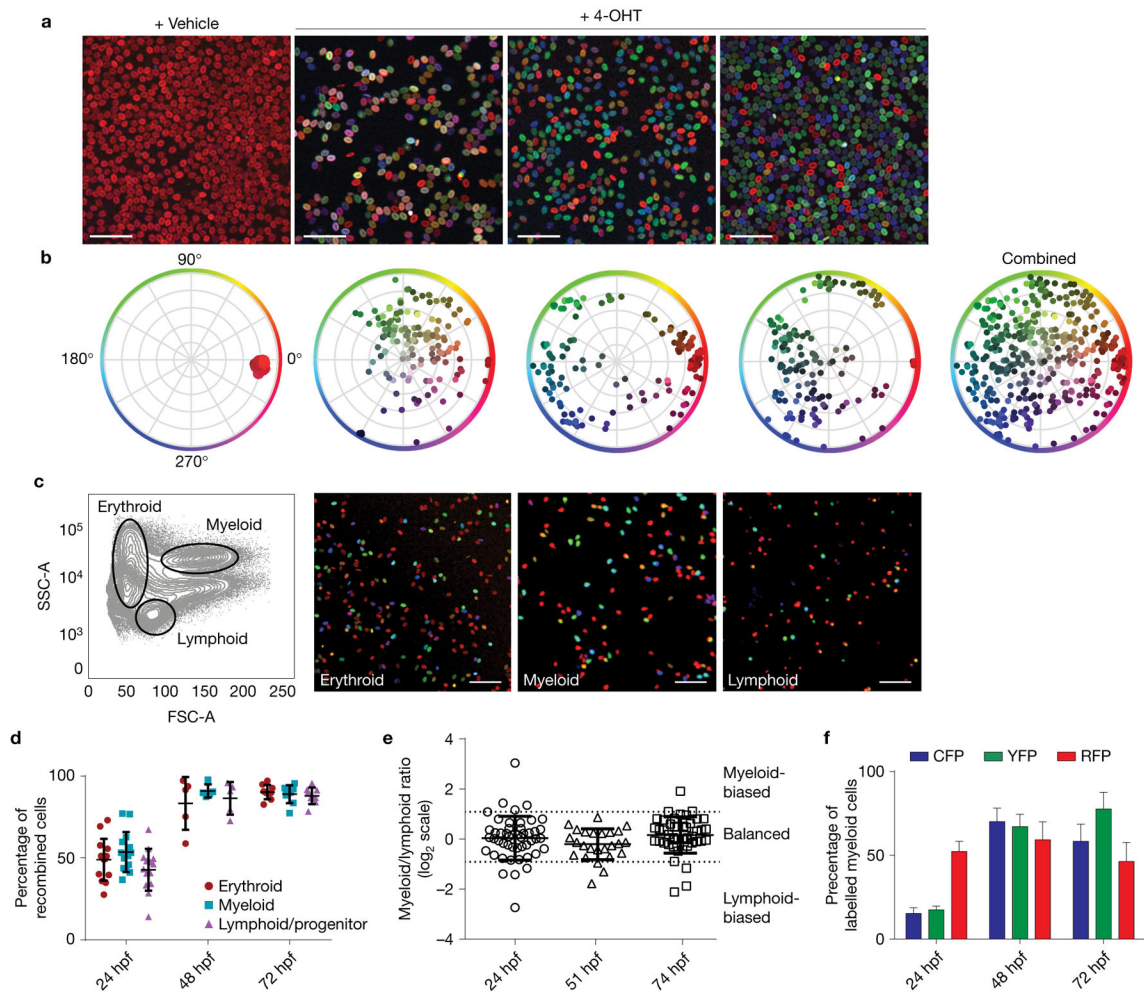 a
+ Vehicle
+ 4-OHT
b
90°
180°
0°
270°
Combined
c
Erythroid
Myeloid
Lymphoid
SSC-A
10⁵
10⁴
10³
0
0 50 100 150 200 250
FSC-A
Erythroid
Myeloid
Lymphoid
d
Percentage of
recombined cells
100
50
0
Erythroid
Myeloid
Lymphoid/progenitor
24 hpf
48 hpf
72 hpf
e
Myeloid/lymphoid ratio
(log₂ scale)
4
2
0
–2
–4
Myeloid-
biased
Balanced
Lymphoid-
biased
24 hpf
51 hpf
74 hpf
f
CFP YFP RFP
Precentage of
labelled myeloid cells
100
50
0
24 hpf
48 hpf
72 hpf